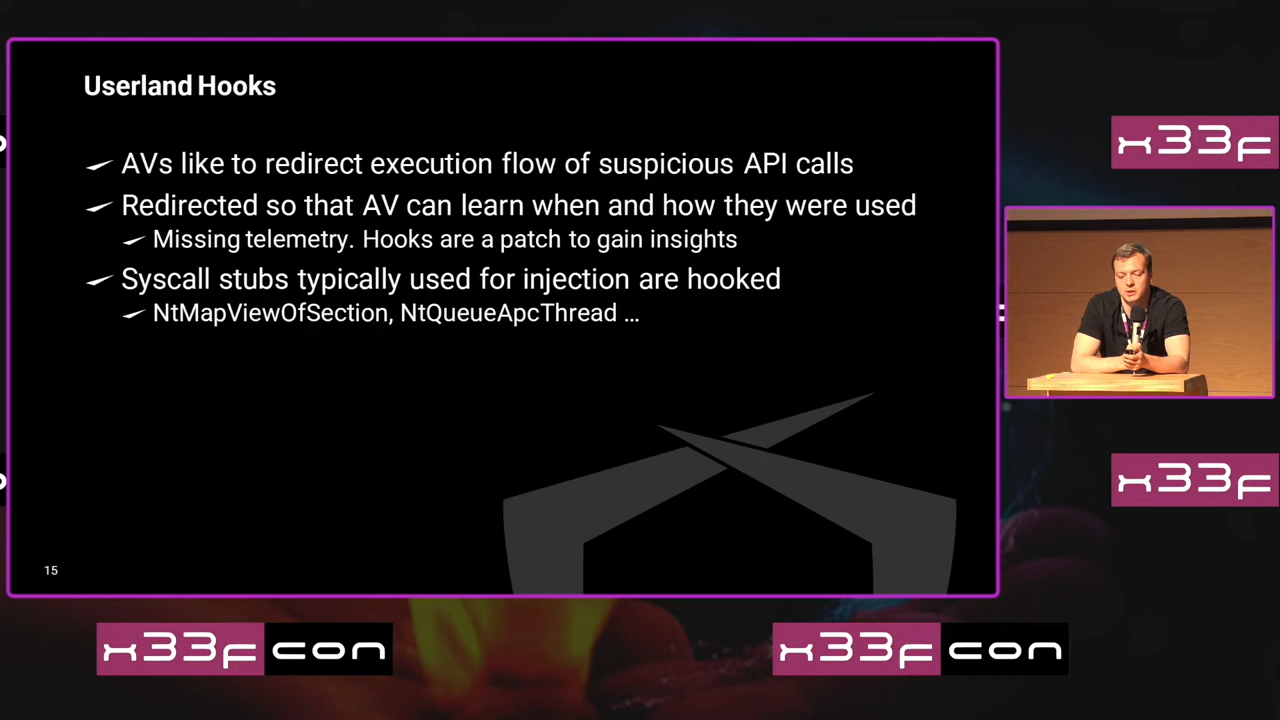 Userland Hooks
AVs like to redirect execution flow of suspicious API calls
Redirected so that AV can learn when and how they were used
Missing telemetry. Hooks are a patch to gain insights
Syscall stubs typically used for injection are hooked
NtMapViewOfSection, NtQueueApcThread ...
15
x33f
x33f
x33fcon
x33fcon